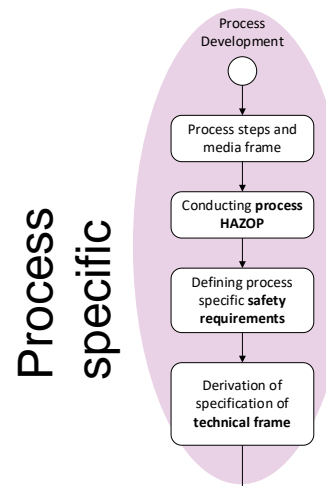 Process
Development
Process steps and
media frame
Conducting process
HAZOP
Defining process
specific safety
requirements
Derivation of
specification of
technical frame
Process
specific